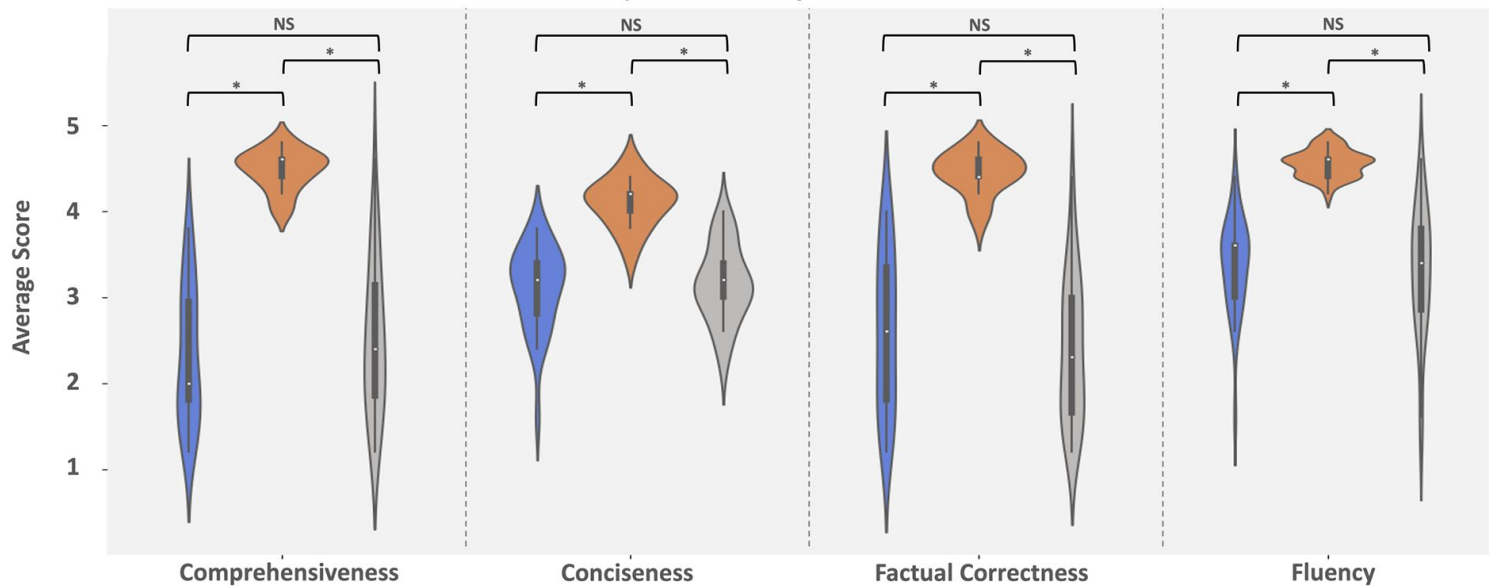 NS NS NS NS
* * * *
* * * *
5
4
3
2
1
Average Score
Comprehensiveness Conciseness Factual Correctness Fluency